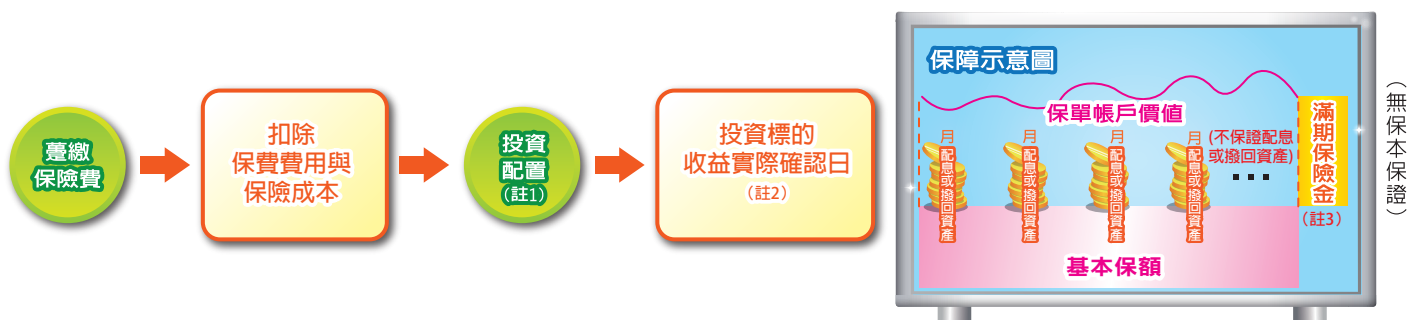 躉繳
保險費
扣除
保費費用與
保險成本
投資
配置
(註1)
投資標的
收益實際確認日
(註2)
保障示意圖
保單帳戶價值
月配息或撥回資產
月配息或撥回資產
月配息或撥回資產
月配息或撥回資產
(不保證配息
或撥回資產)
...
基本保額
滿期保險金
(註3)
(無保本保證)